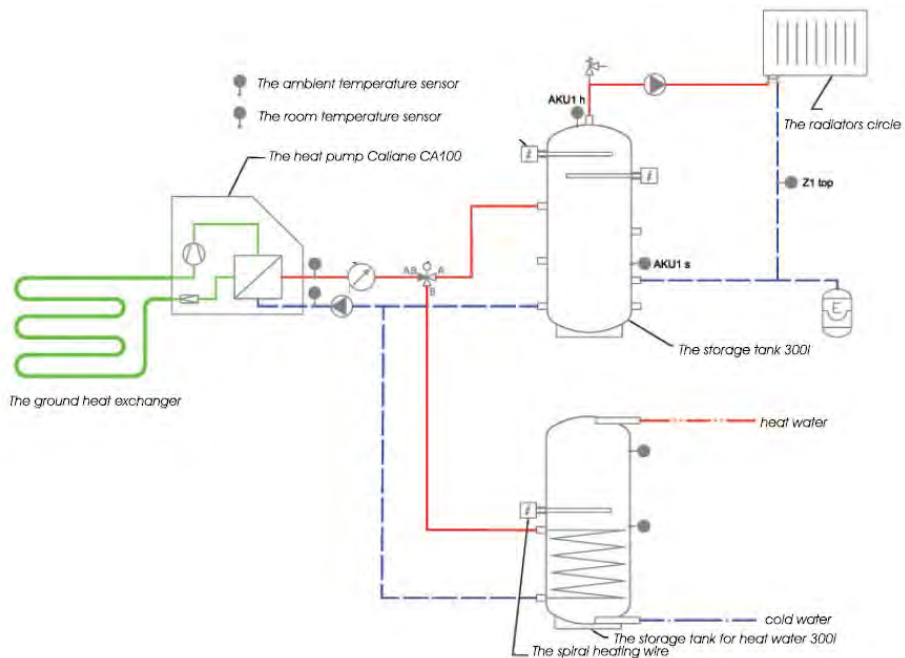 The ambient temperature sensor
The room temperature sensor
The heat pump Caliane CA100
AKU1 h
The radiators circle
Z1 top
AB
A
B
AKU1 s
E
The storage tank 300l
The ground heat exchanger
heat water
cold water
The storage tank for heat water 300l
The spiral heating wire